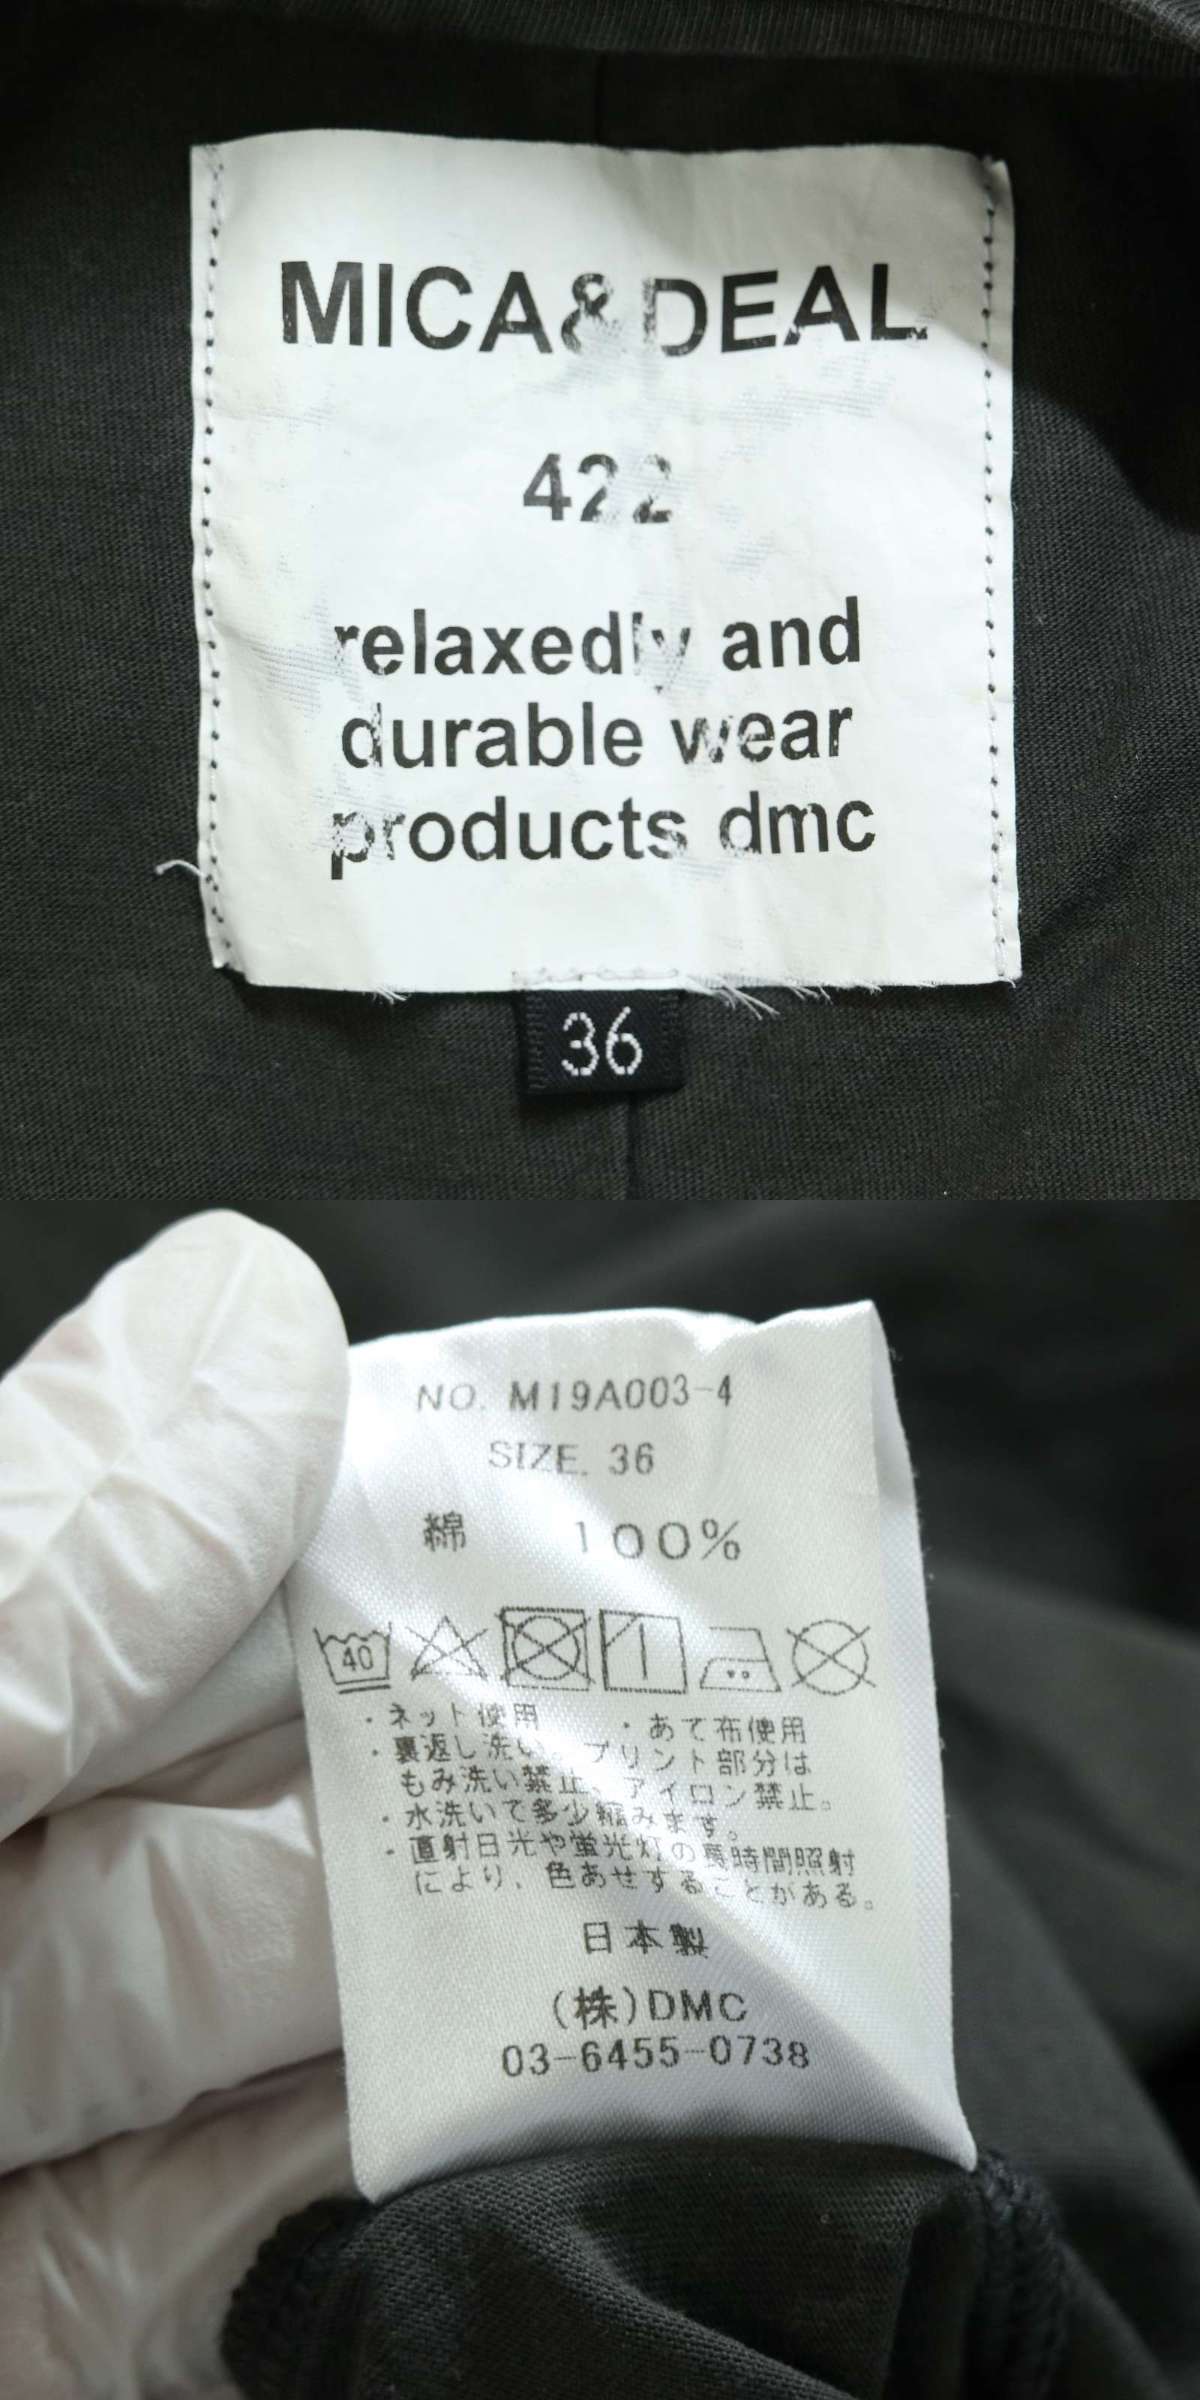 MICA&DEAL
422
relaxedly and
durable wear
products dmc
36
NO. M19A003-4
SIZE. 36
綿 100%
40
・ネット使用 ・あて布使用
・裏返し洗い、プリント部分は
もみ洗い禁止、アイロン禁止。
・水洗いで多少縮みます。
・直射日光や蛍光灯の長時間照射
により、色あせすることがある。
日本製
(株)DMC
03-6455-0738